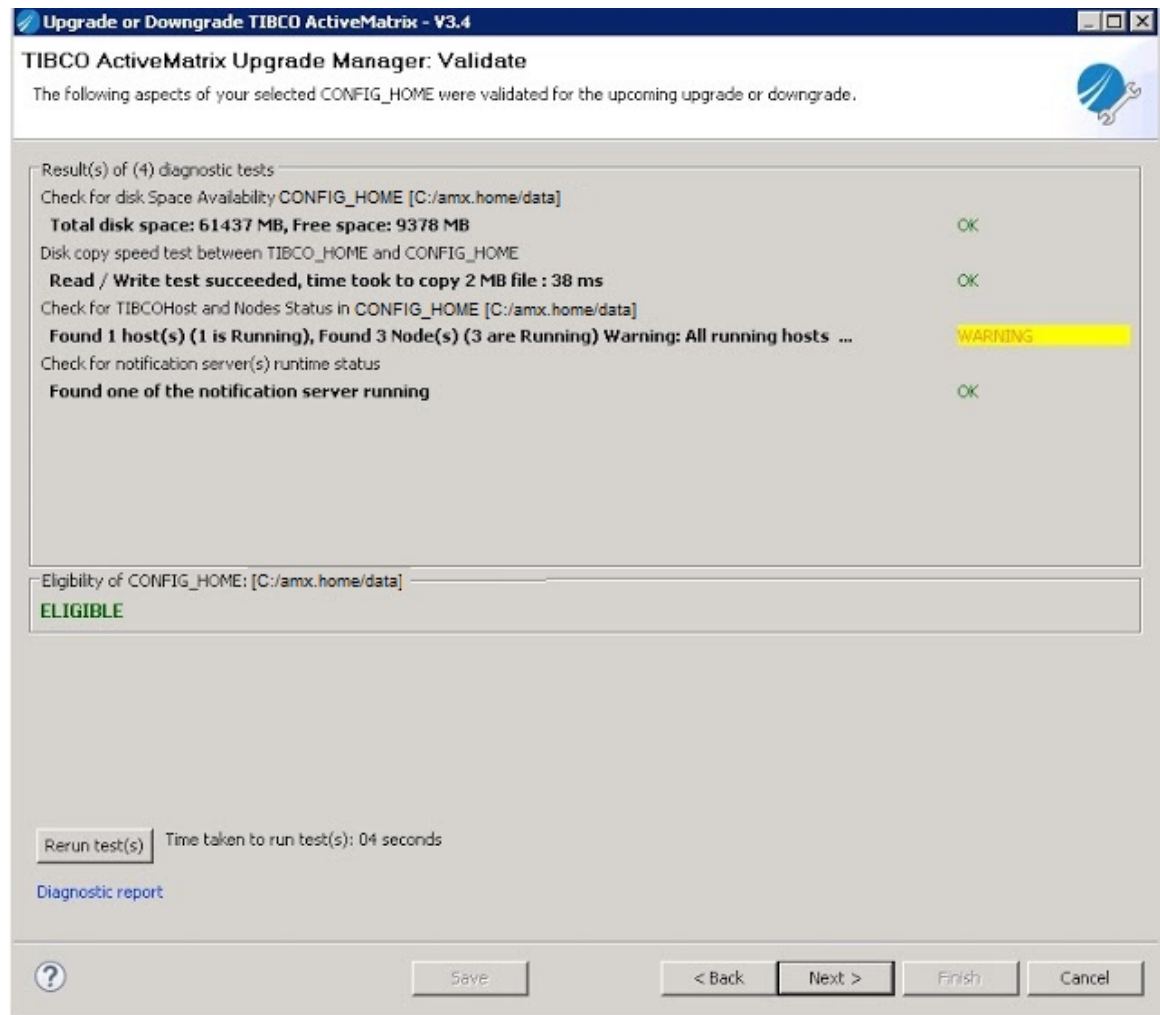 Upgrade or Downgrade TIBCO ActiveMatrix - V3.4
TIBCO ActiveMatrix Upgrade Manager: Validate
The following aspects of your selected CONFIG_HOME were validated for the upcoming upgrade or downgrade.
Result(s) of (4) diagnostic tests
Check for disk Space Availability CONFIG_HOME [C:/amx.home/data]
Total disk space: 61437 MB, Free space: 9378 MB OK
Disk copy speed test between TIBCO_HOME and CONFIG_HOME
Read / Write test succeeded, time took to copy 2 MB file : 38 ms OK
Check for TIBCOHost and Nodes Status in CONFIG_HOME [C:/amx.home/data]
Found 1 host(s) (1 is Running), Found 3 Node(s) (3 are Running) Warning: All running hosts ... WARNING
Check for notification server(s) runtime status
Found one of the notification server running OK
Eligibility of CONFIG_HOME: [C:/amx.home/data]
ELIGIBLE
Rerun test(s) Time taken to run test(s): 04 seconds
Diagnostic report
? Save < Back Next > Finish Cancel